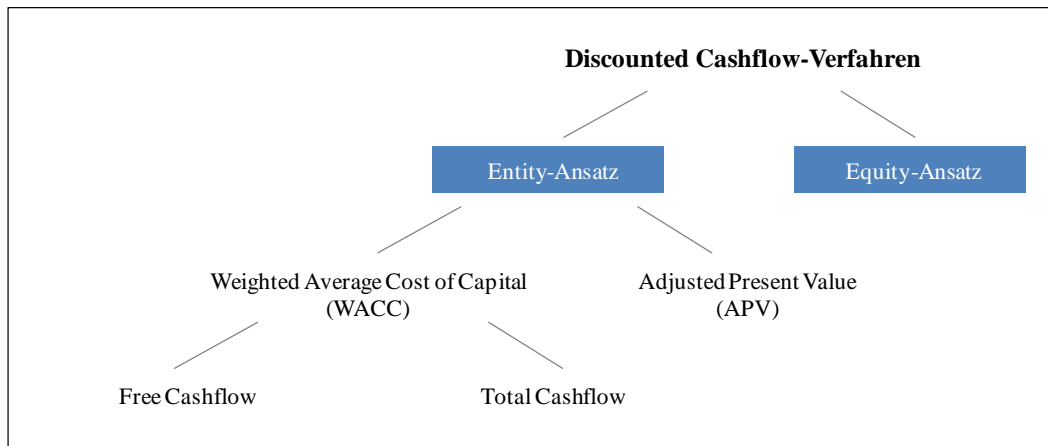 Discounted Cashflow-Verfahren
Entity-Ansatz
Equity-Ansatz
Weighted Average Cost of Capital
(WACC)
Adjusted Present Value
(APV)
Free Cashflow
Total Cashflow